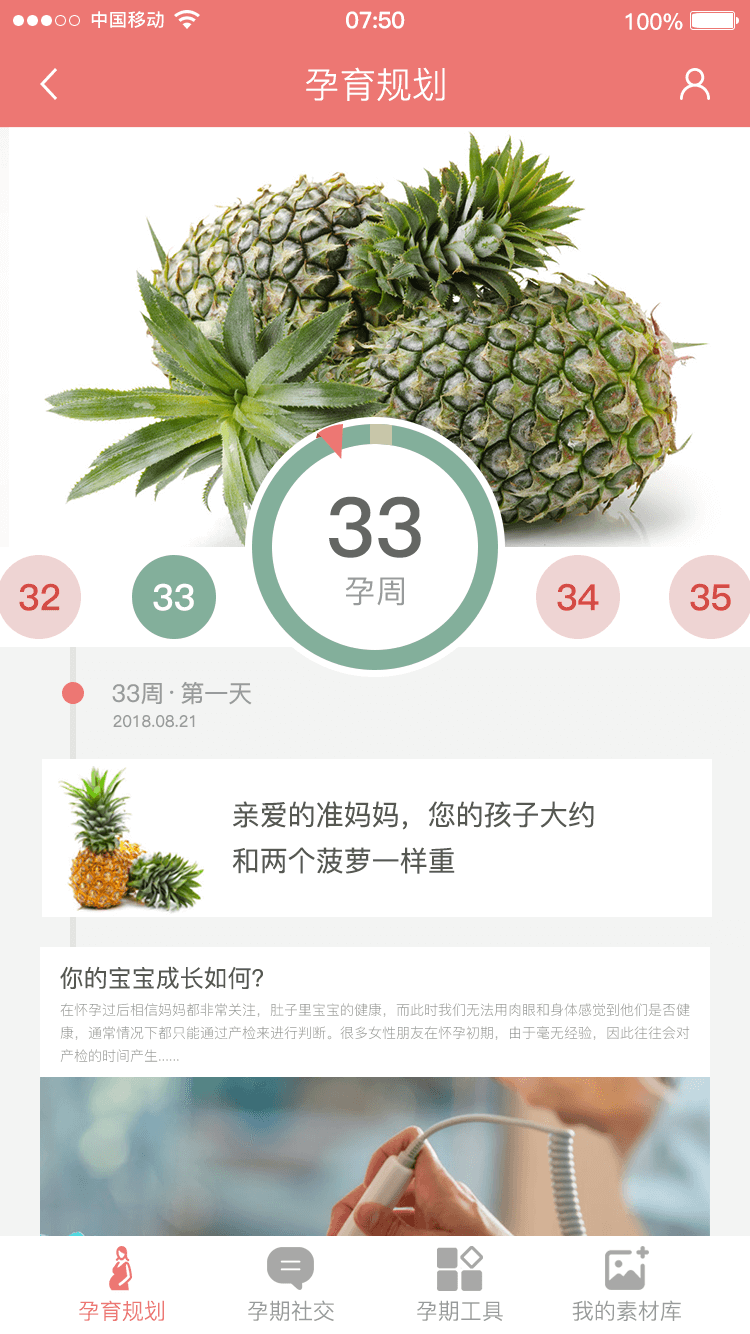 中国移动 07:50 100%
孕育规划
33
孕周
32 33 34 35
33周·第一天
2018.08.21
亲爱的准妈妈，您的孩子大约
和两个菠萝一样重
你的宝宝成长如何?
在怀孕过后相信妈妈都非常关注，肚子里宝宝的健康，而此时我们无法用肉眼和身体感觉到他们是否健
康，通常情况下都只能通过产检来进行判断。很多女性朋友在怀孕初期，由于毫无经验，因此往往会对
产检的时间产生......
孕育规划 孕期社交 孕期工具 我的素材库